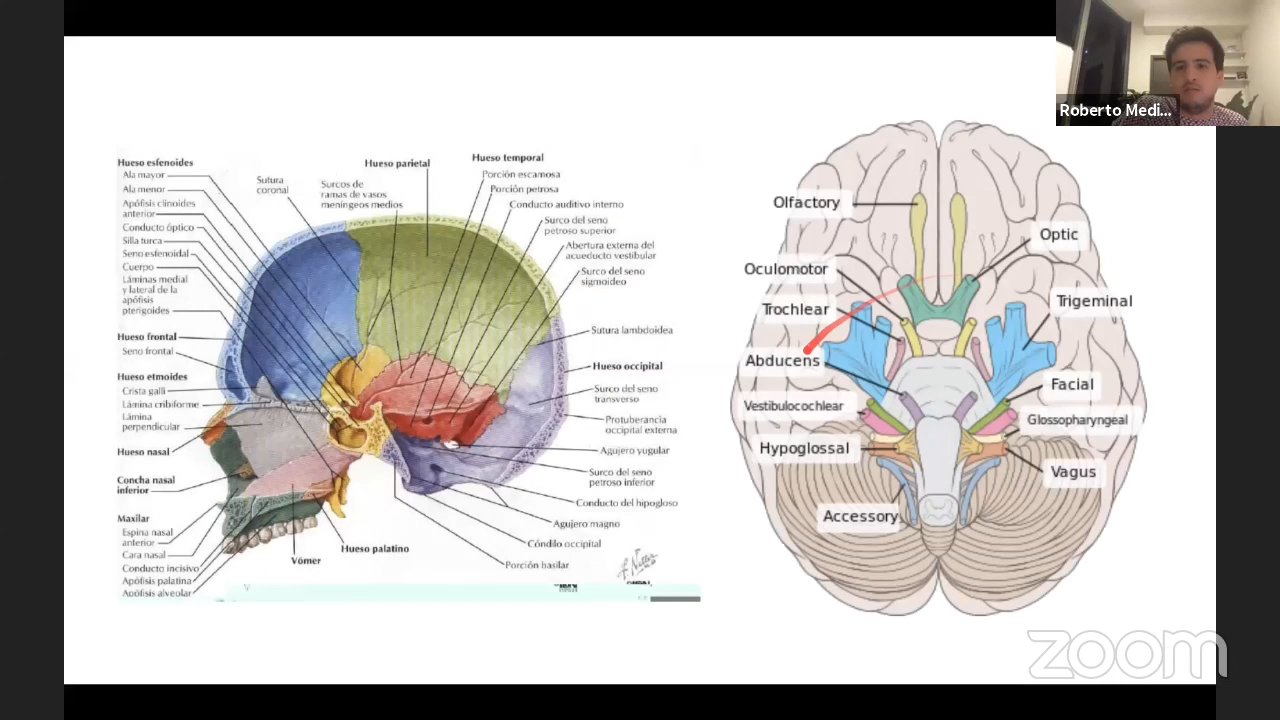 Roberto Medi...
Hueso esfenoides
Ala mayor
Ala menor
Apófisis clinoides
anterior
Conducto óptico
Silla turca
Seno esfenoidal
Cuerpo
Láminas medial
y lateral de la
apófisis
pterigoides
Hueso frontal
Seno frontal
Hueso etmoides
Crista galli
Lámina cribiforme
Lámina
perpendicular
Hueso nasal
Concha nasal
inferior
Maxilar
Espina nasal
anterior
Cara nasal
Conducto incisivo
Apófisis palatina
Apófisis alveolar
Sutura
coronal
Surcos de
ramas de vasos
meníngeos medios
Hueso parietal
Hueso temporal
Porción escamosa
Porción petrosa
Conducto auditivo interno
Surco del seno
petroso superior
Abertura externa del
acueducto vestibular
Surco del seno
sigmoideo
Sutura lambdoidea
Hueso occipital
Surco del seno
transverso
Protuberancia
occipital externa
Agujero yugular
Surco del seno
petroso inferior
Conducto del hipogloso
Agujero magno
Cóndilo occipital
Porción basilar
Hueso palatino
Vómer
Olfactory
Oculomotor
Trochlear
Abducens
Vestibulocochlear
Hypoglossal
Accessory
Optic
Trigeminal
Facial
Glossopharyngeal
Vagus
zoom